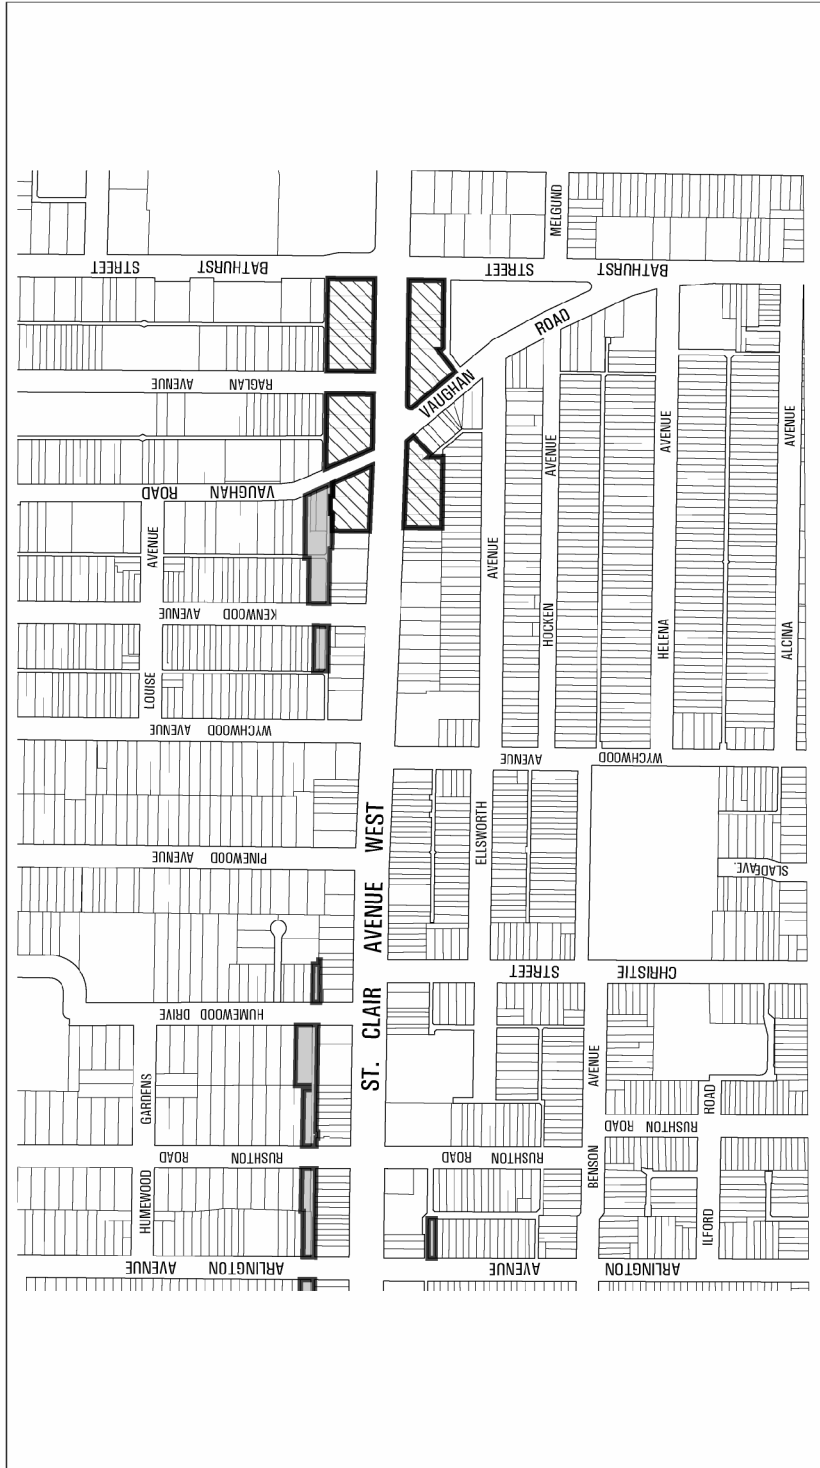 MELGUND
BATHURST STREET
BATHURST STREET
VAUGHAN ROAD
RAGLAN AVENUE
VAUGHAN ROAD
AVENUE
LOUISE
KENWOOD AVENUE
WYCHWOOD AVENUE
PINEWOOD AVENUE
ST. CLAIR AVENUE WEST
ELLSWORTH AVENUE
HOCKEN AVENUE
HELENA AVENUE
ALCINA AVENUE
WYCHWOOD AVENUE
SLADE AVE.
CHRISTIE STREET
HUMEWOOD DRIVE
HUMEWOOD GARDENS
RUSHTON ROAD
RUSHTON ROAD
RUSHTON ROAD
BENSON AVENUE
ILFORD ROAD
ARLINGTON AVENUE
ARLINGTON AVENUE